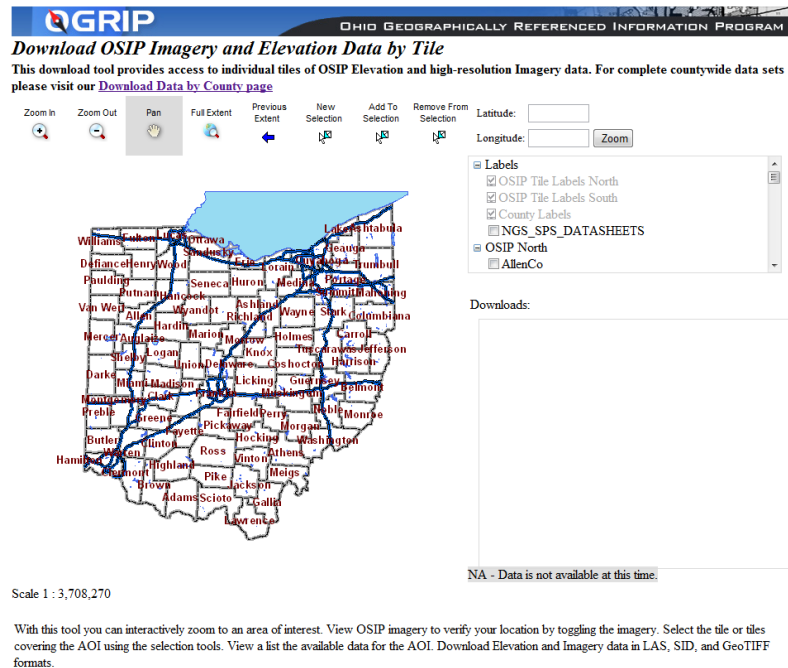 OGRIP
OHIO GEOGRAPHICALLY REFERENCED INFORMATION PROGRAM
Download OSIP Imagery and Elevation Data by Tile
This download tool provides access to individual tiles of OSIP Elevation and high-resolution Imagery data. For complete countywide data sets
please visit our Download Data by County page
Zoom In Zoom Out Pan Full Extent Previous Extent New Selection Add To Selection Remove From Selection
Latitude:
Longitude: Zoom
Labels
OSIP Tile Labels North
OSIP Tile Labels South
County Labels
NGS_SPS_DATASHEETS
OSIP North
AllenCo
Downloads:
Williams Fulton Ottawa Lake Ashtabula
Sandusky Erie Geauga
Defiance Henry Wood Lorain Cuyahoga Trumbull
Paulding Seneca Huron Medina Portage
Putnam Hancock Summit Mahoning
Van Wert Allen Wyandot Richland Ashland Wayne Stark Columbiana
Hardin
Mercer Auglaize Marion Morrow Holmes Carroll
Shelby Logan Knox Tuscarawas Jefferson
Union Delaware Coshocton Harrison
Darke Miami Madison Licking Guernsey Belmont
Montgomery Clark Franklin Muskingum
Preble Greene Fairfield Perry Noble Monroe
Fayette Pickaway Morgan
Butler Clinton Hocking Washington
Hamilton Warren Ross Vinton Athens
Clermont Highland Pike Meigs
Brown Jackson
Adams Scioto Gallia
Lawrence
NA - Data is not available at this time.
Scale 1 : 3,708,270
With this tool you can interactively zoom to an area of interest. View OSIP imagery to verify your location by toggling the imagery. Select the tile or tiles
covering the AOI using the selection tools. View a list the available data for the AOI. Download Elevation and Imagery data in LAS, SID, and GeoTIFF
formats.